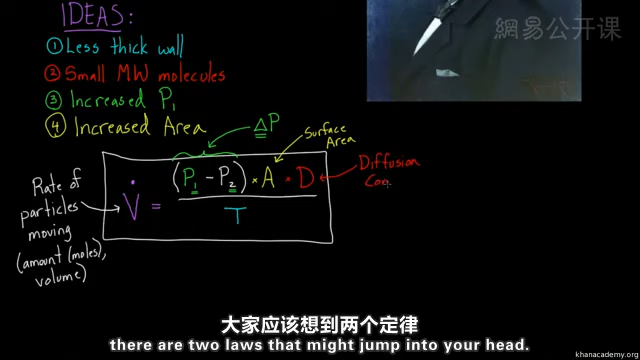 IDEAS:
① Less thick wall
② Small MW molecules
③ Increased P₁
④ Increased Area
網易公开课
ΔP
Surface
Area
Diffusion
Coe
Rate of
particles
moving
(amount (moles),
volume)
V̇ = (P₁ - P₂) * A * D
T
大家应该想到两个定律
there are two laws that might jump into your head.
khanacademy.org